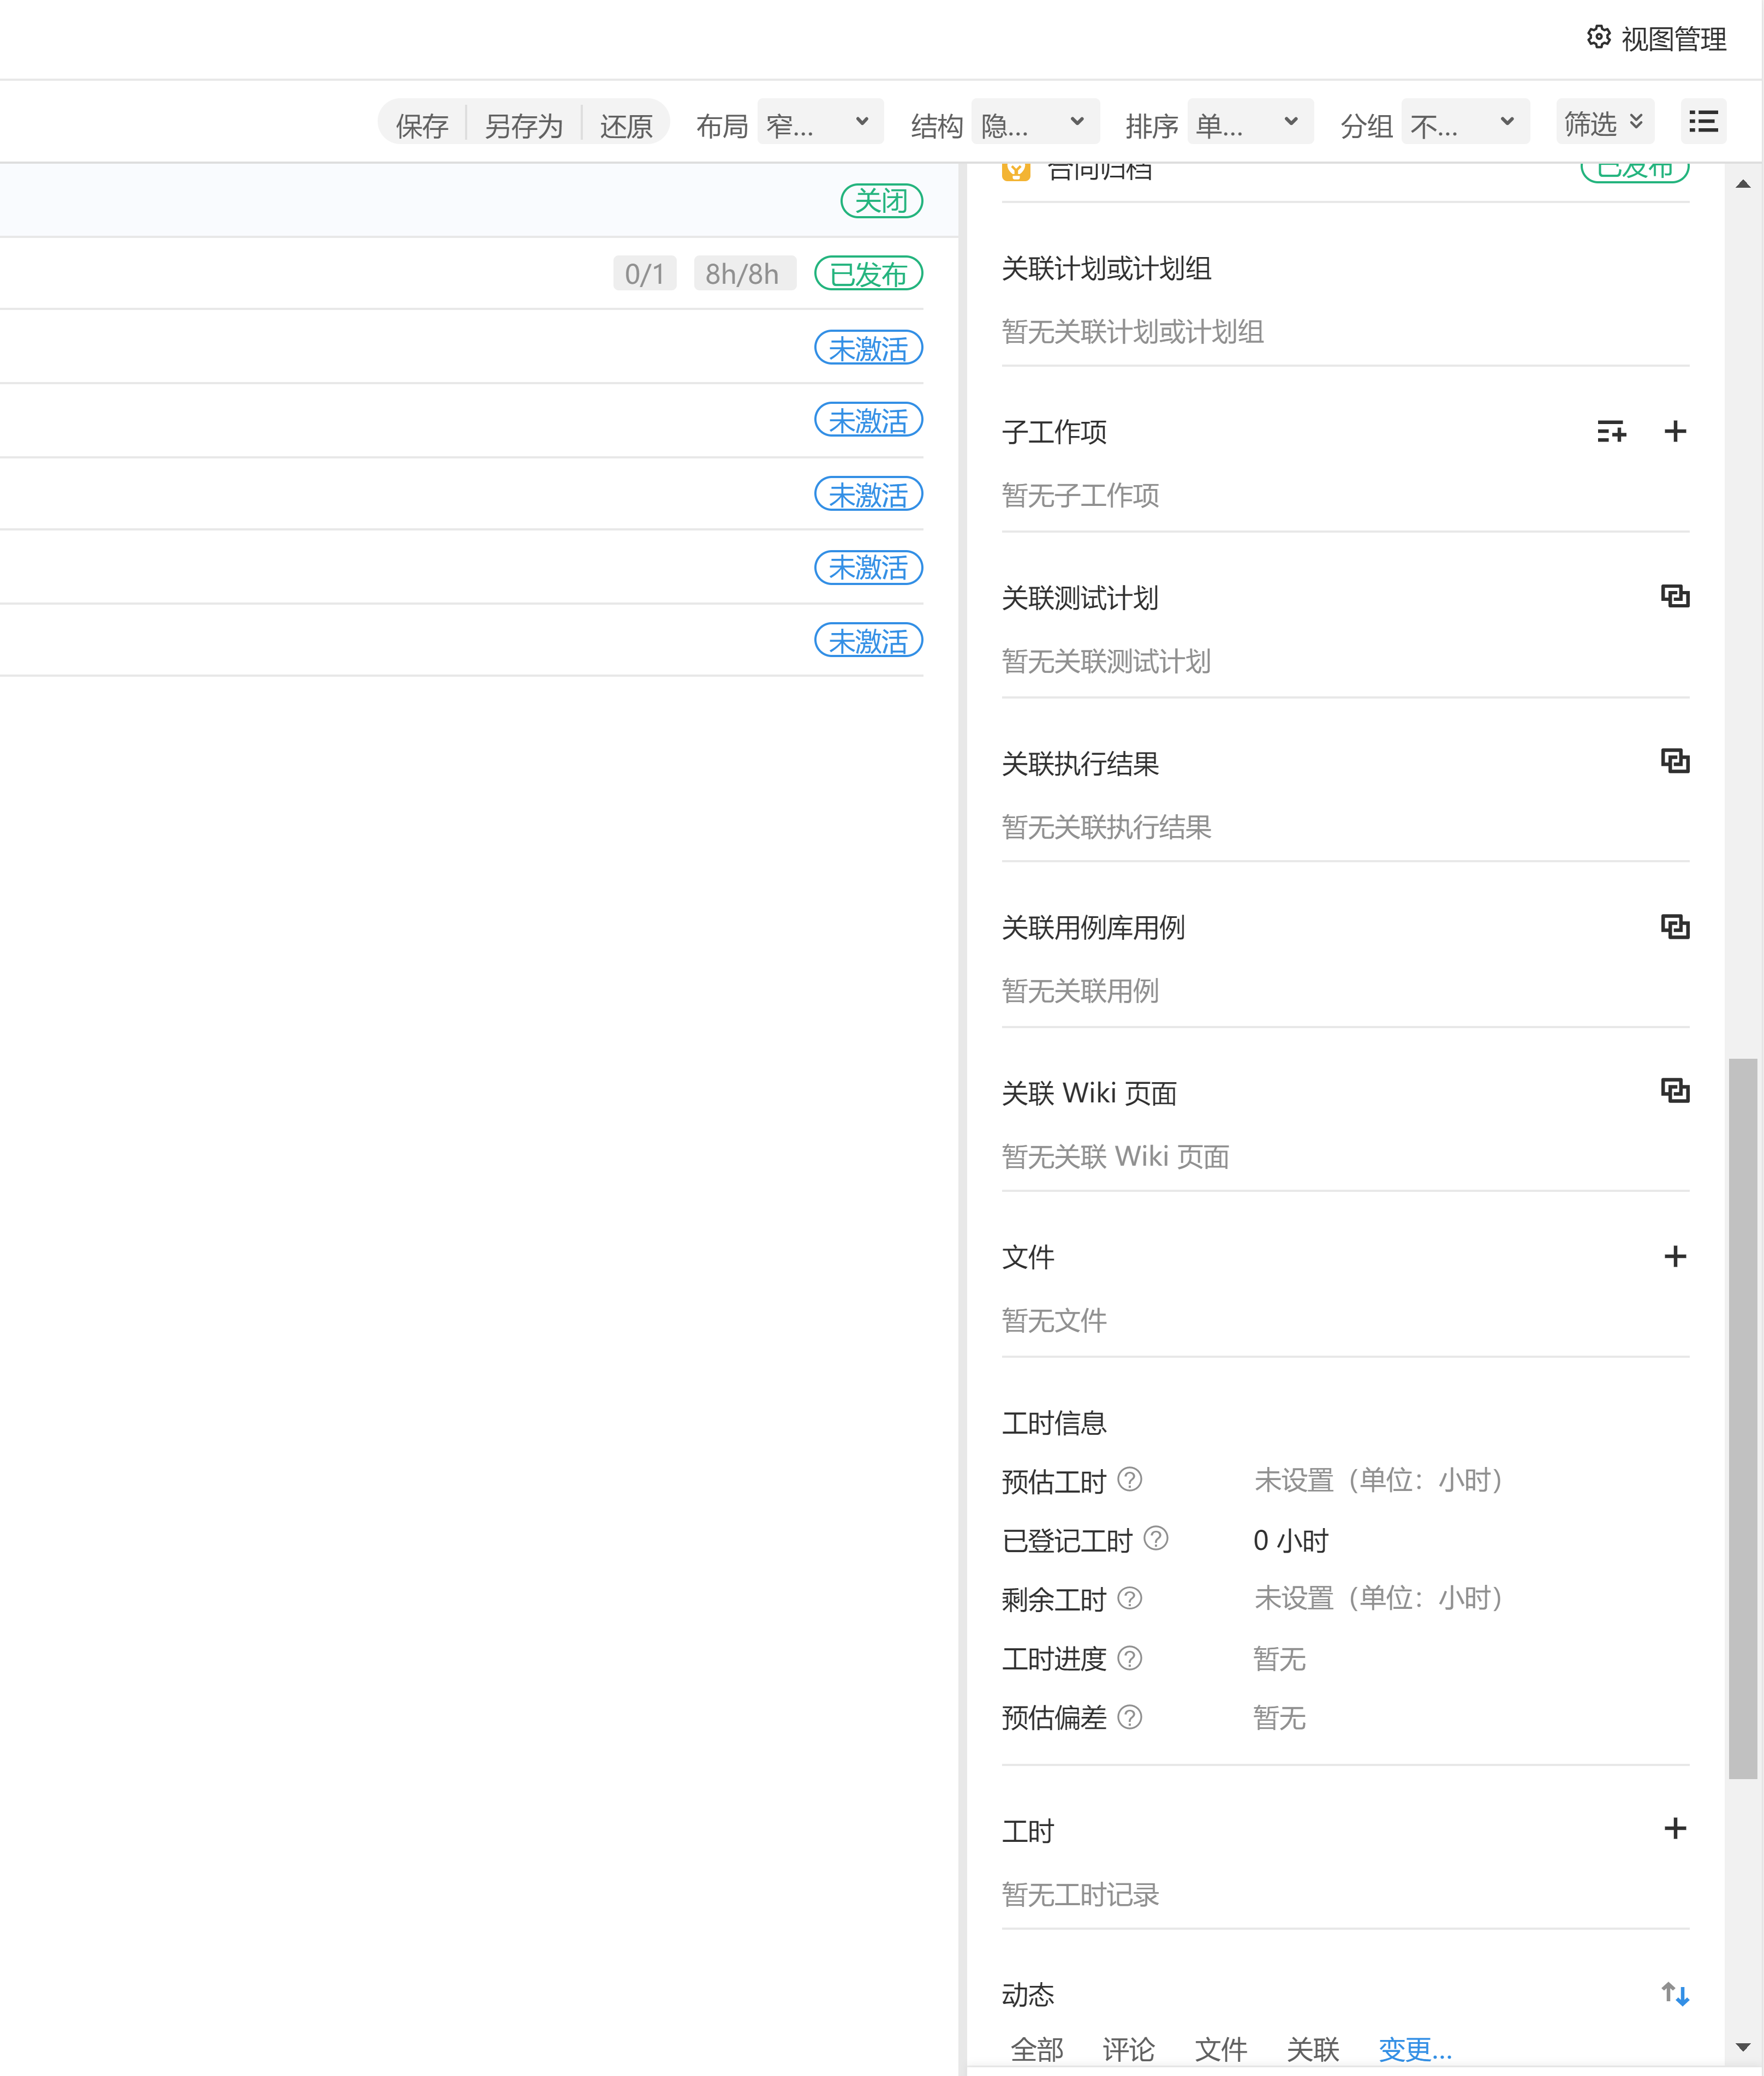 视图管理
保存 另存为 还原 布局 窄... 结构 隐... 排序 单... 分组 不... 筛选
关闭
0/1 8h/8h 已发布
未激活
未激活
未激活
未激活
未激活
合同归档 已发布
关联计划或计划组
暂无关联计划或计划组
子工作项
暂无子工作项
关联测试计划
暂无关联测试计划
关联执行结果
暂无关联执行结果
关联用例库用例
暂无关联用例
关联 Wiki 页面
暂无关联 Wiki 页面
文件
暂无文件
工时信息
预估工时 未设置（单位：小时）
已登记工时 0 小时
剩余工时 未设置（单位：小时）
工时进度 暂无
预估偏差 暂无
工时
暂无工时记录
动态
全部 评论 文件 关联 变更...